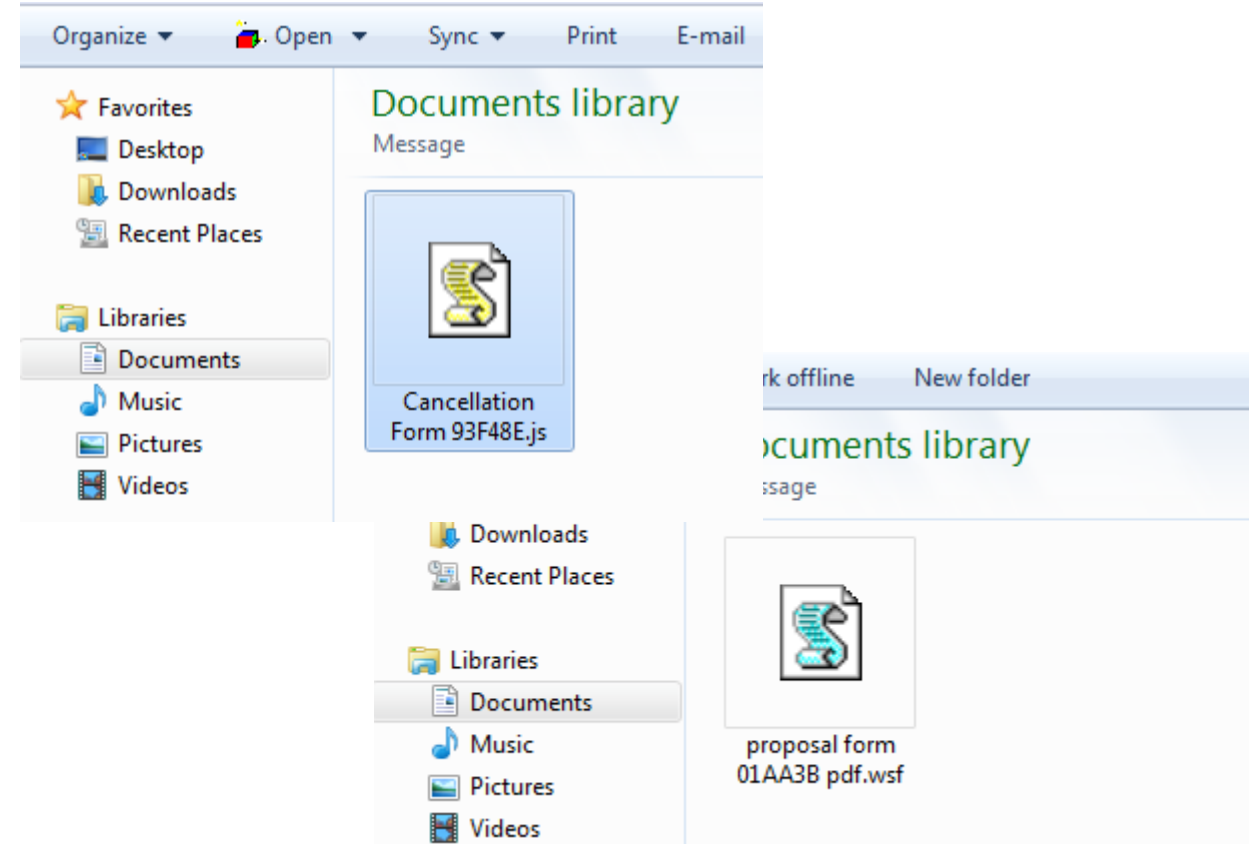 Organize
Open
Sync
Print
E-mail
Favorites
Desktop
Downloads
Recent Places
Libraries
Documents
Music
Pictures
Videos
Documents library
Message
Cancellation
Form 93F48E.js
rk offline
New folder
ocuments library
ssage
Downloads
Recent Places
Libraries
Documents
Music
Pictures
Videos
proposal form
01AA3B pdf.wsf